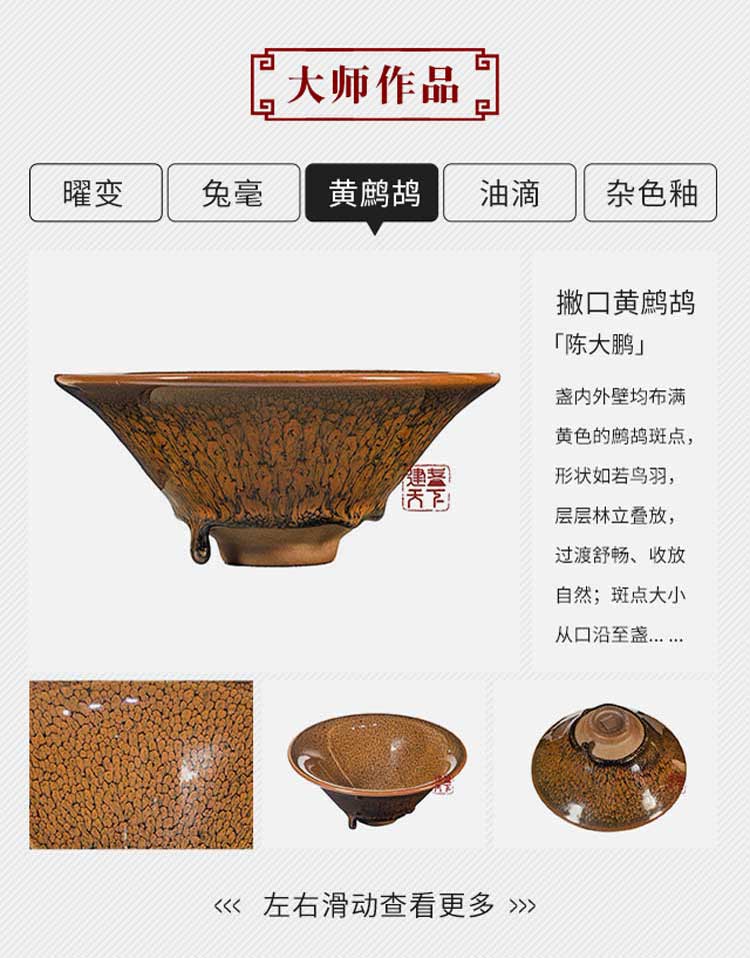 大师作品
曜变
兔毫
黄鹧鸪
油滴
杂色釉
撇口黄鹧鸪
「陈大鹏」
盏内外壁均布满
黄色的鹧鸪斑点，
形状如若鸟羽，
层层林立叠放，
过渡舒畅、收放
自然；斑点大小
从口沿至盏... ...
建盏
天下
<<< 左右滑动查看更多 >>>